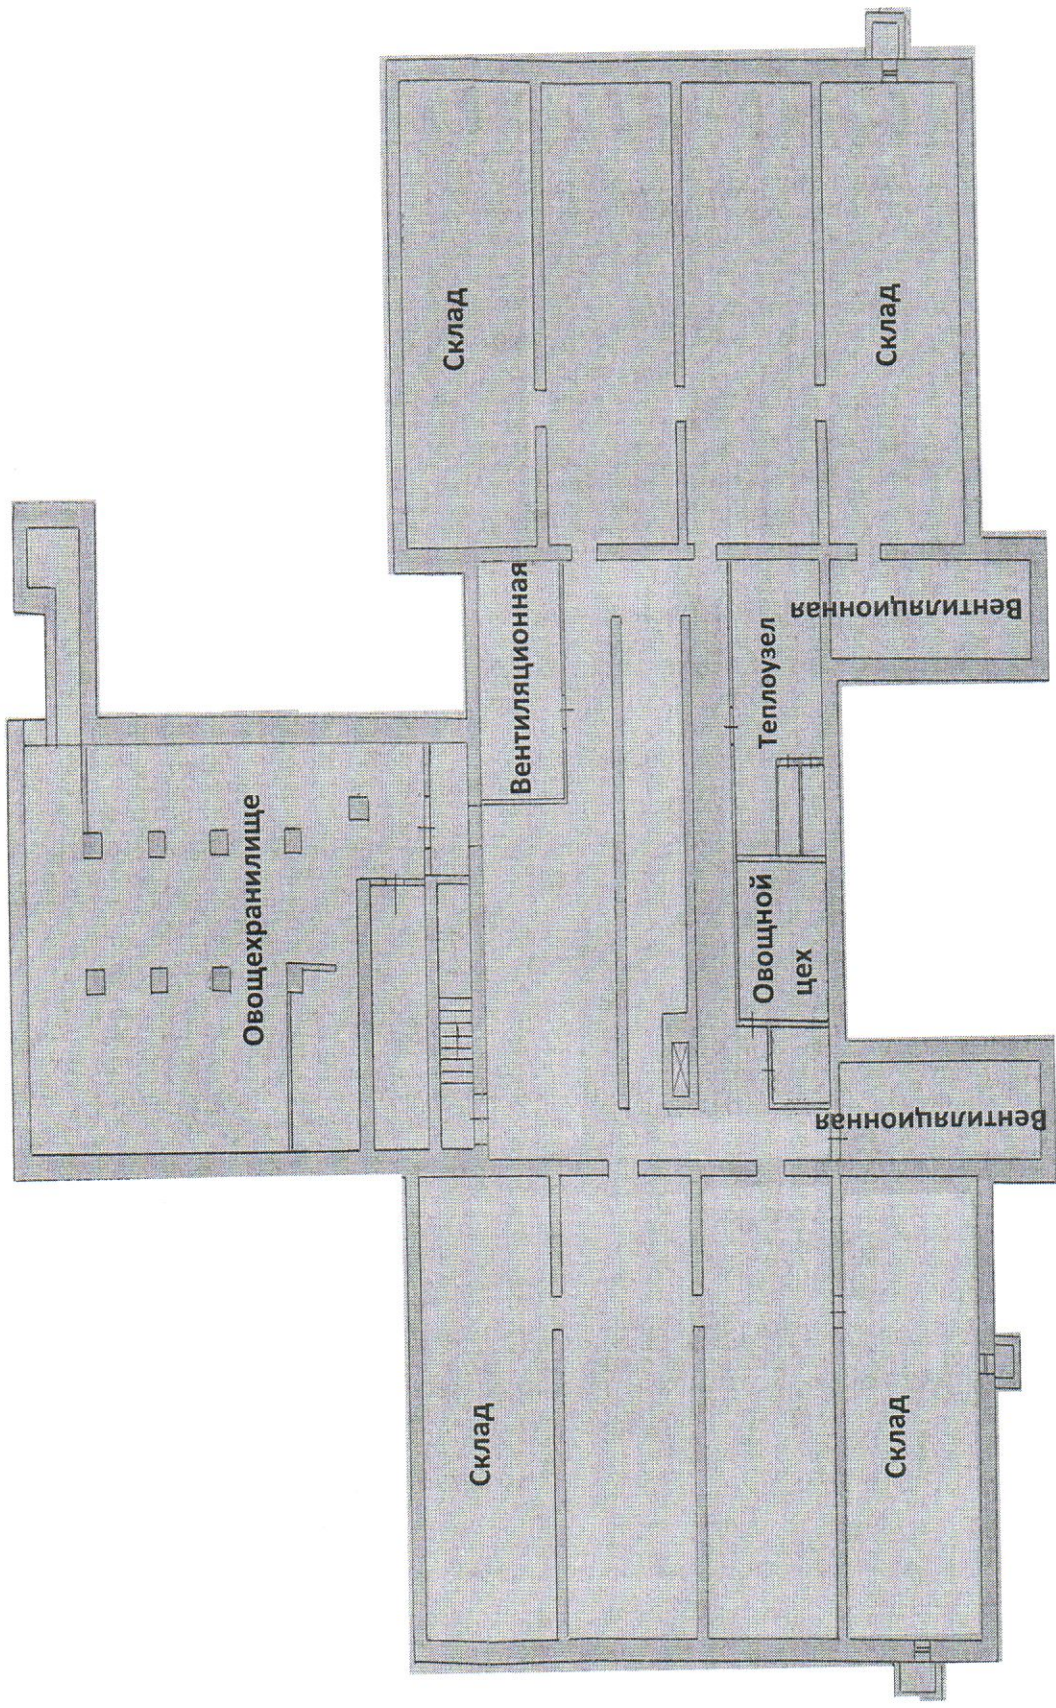 Овощехранилище
Склад
Вентиляционная
Склад
Овощной
цех
Теплоузел
Склад
Вентиляционная
Вентиляционная
Склад